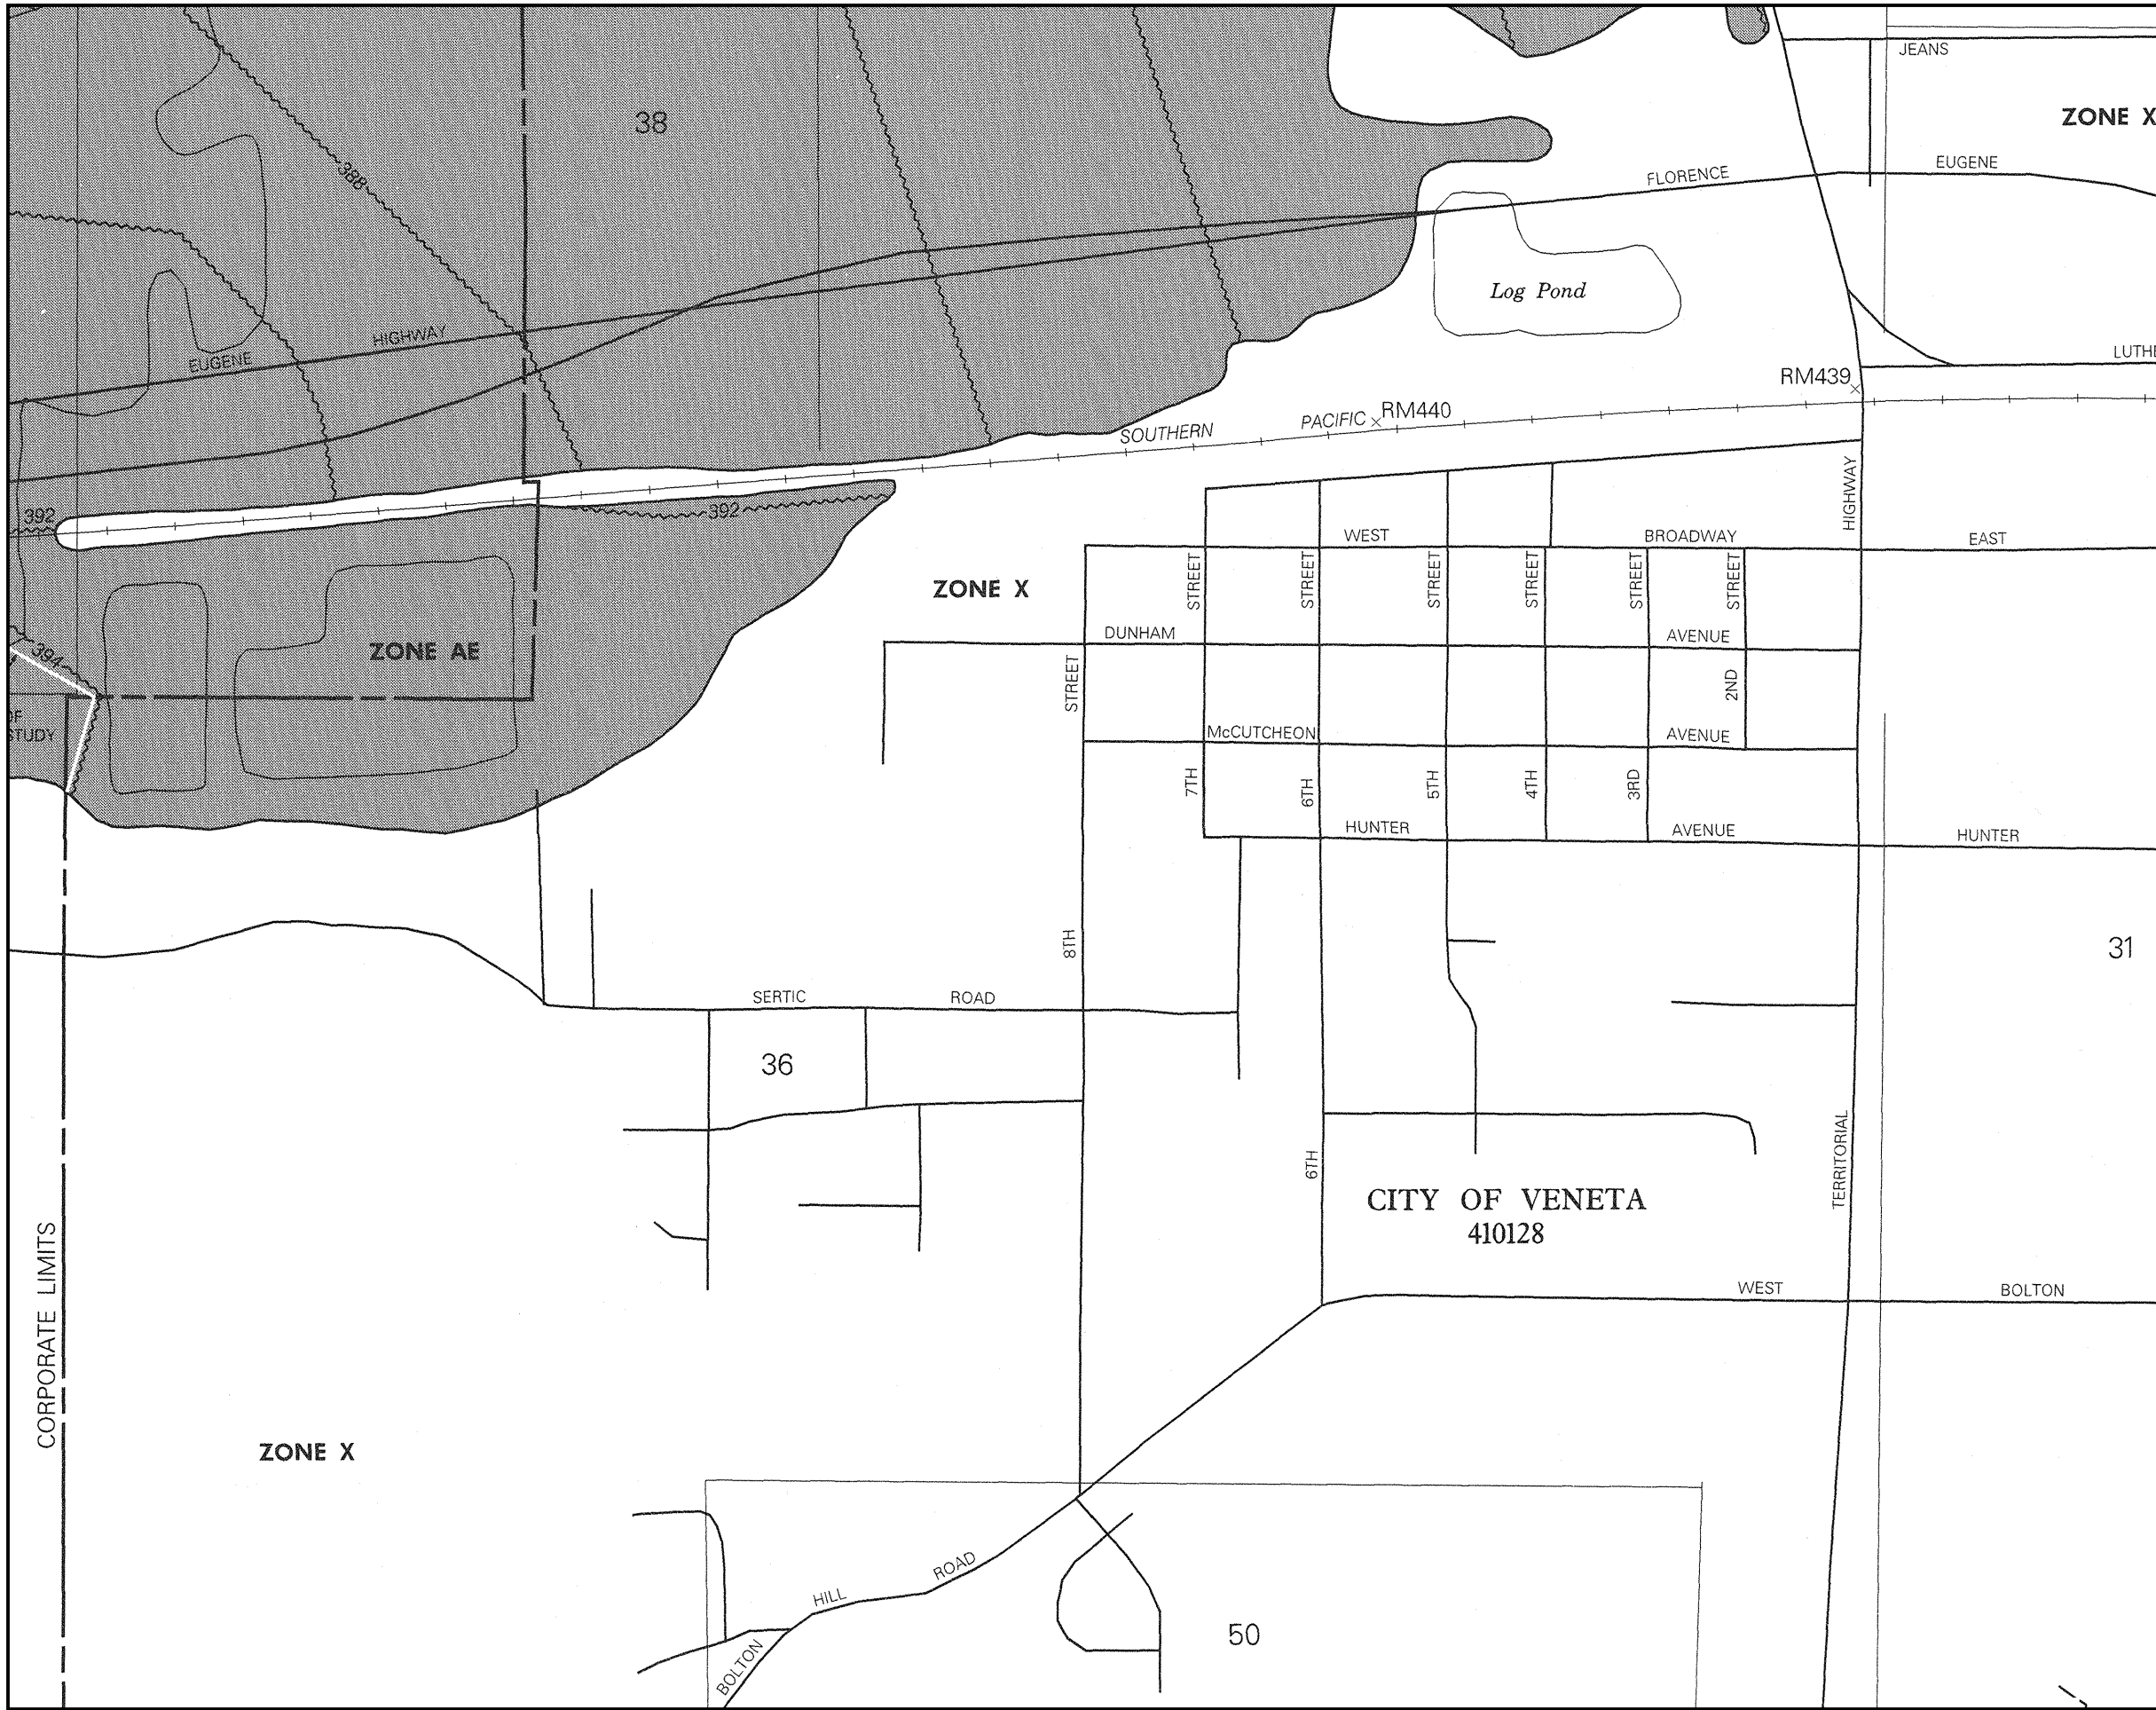 JEANS
ZONE X
38
EUGENE
FLORENCE
388
Log Pond
HIGHWAY
EUGENE
LUTHE
RM439
RM440
PACIFIC
SOUTHERN
HIGHWAY
392
392
WEST
BROADWAY
EAST
STREET
STREET
STREET
STREET
STREET
STREET
ZONE X
DUNHAM
AVENUE
ZONE AE
394
STREET
2ND
OF
STUDY
McCUTCHEON
AVENUE
7TH
6TH
5TH
4TH
3RD
HUNTER
AVENUE
HUNTER
8TH
31
SERTIC
ROAD
36
6TH
TERRITORIAL
CITY OF VENETA
410128
CORPORATE LIMITS
WEST
BOLTON
ZONE X
ROAD
HILL
BOLTON
50